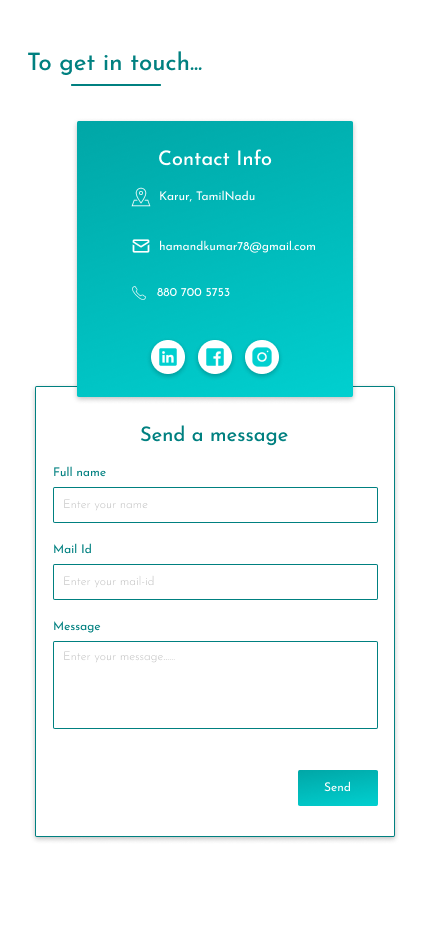 To get in touch...
Contact Info
Karur, TamilNadu
hamandkumar78@gmail.com
880 700 5753
Send a message
Full name
Enter your name
Mail Id
Enter your mail-id
Message
Enter your message......
Send